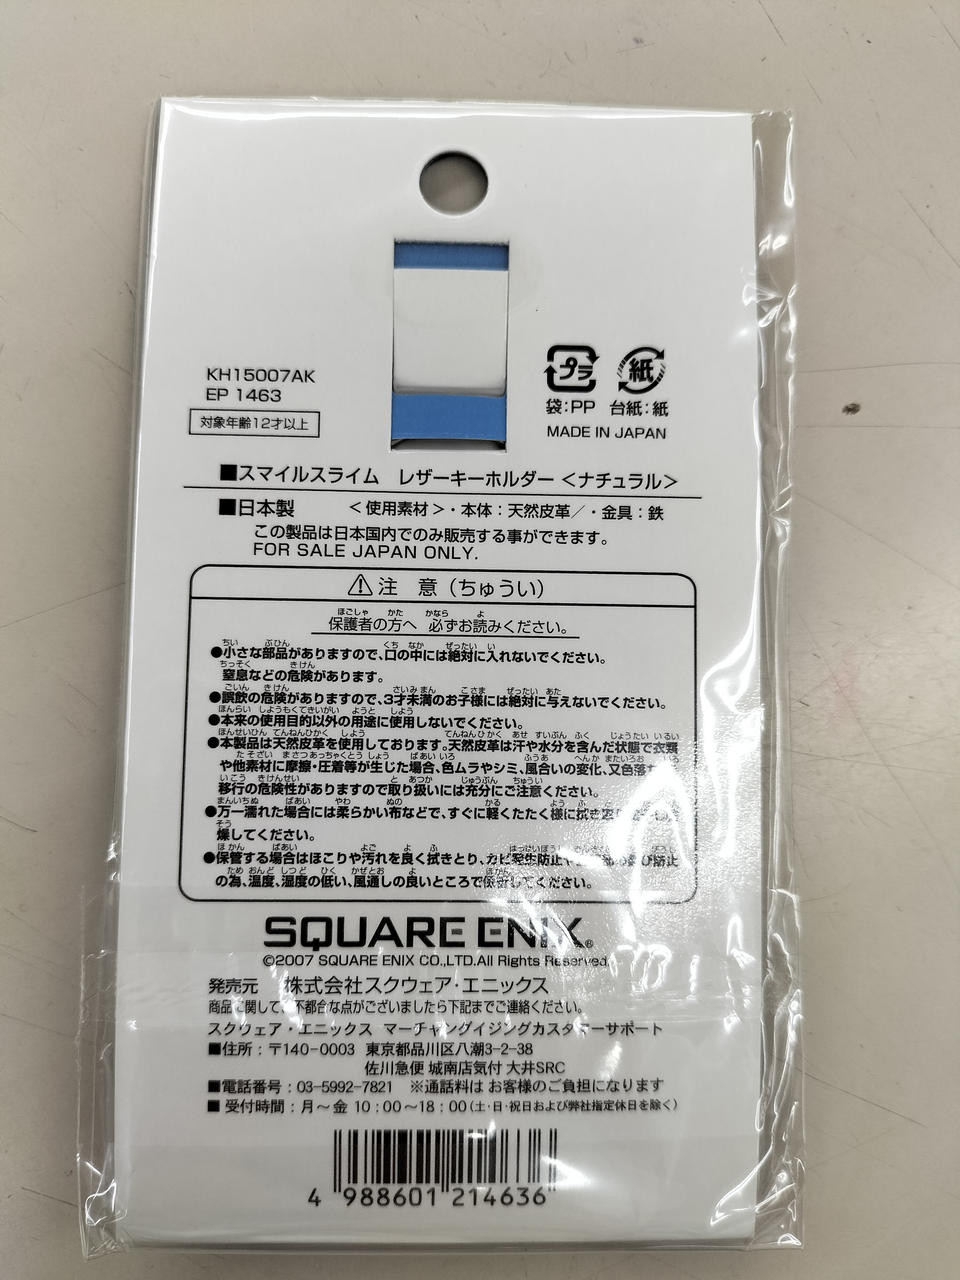 KH15007AK
EP 1463
対象年齢12才以上
プラ 紙
袋:PP 台紙:紙
MADE IN JAPAN
■スマイルスライム レザーキーホルダー<ナチュラル>
■日本製 <使用素材>・本体:天然皮革/・金具:鉄
この製品は日本国内でのみ販売する事ができます。
FOR SALE JAPAN ONLY.
⚠注 意(ちゅうい)
保護者の方へ 必ずお読みください。
●小さな部品がありますので、口の中には絶対に入れないでください。
窒息などの危険があります。
●誤飲の危険がありますので、3才未満のお子様には絶対に与えないでください。
●本来の使用目的以外の用途に使用しないでください。
●本製品は天然皮革を使用しております。天然皮革は汗や水分を含んだ状態で衣類
や他素材に摩擦・圧着等が生じた場合、色ムラやシミ、風合いの変化、又色落
移行の危険性がありますので取り扱いには充分にご注意ください。
●万一濡れた場合には柔らかい布などで、すぐに軽くたたく様に拭き
燥してください。
●保管する場合はほこりや汚れを良く拭きとり、カビ発生防止や 防止
の為、温度、湿度の低い、風通しの良いところで保管してください。
SQUARE ENIX®
©2007 SQUARE ENIX CO.,LTD.All Rights Reserved.
発売元 株式会社スクウェア・エニックス
商品に関して、不都合な点がございましたら下記までご連絡ください。
スクウェア・エニックス マーチャンダイジングカスタマーサポート
■住所:〒140-0003 東京都品川区八潮3-2-38
佐川急便 城南店気付 大井SRC
■電話番号:03-5992-7821 ※通話料は お客様のご負担になります
■受付時間:月～金 10:00～18:00(土・日・祝日および弊社指定休日を除く)
4 988601 214636